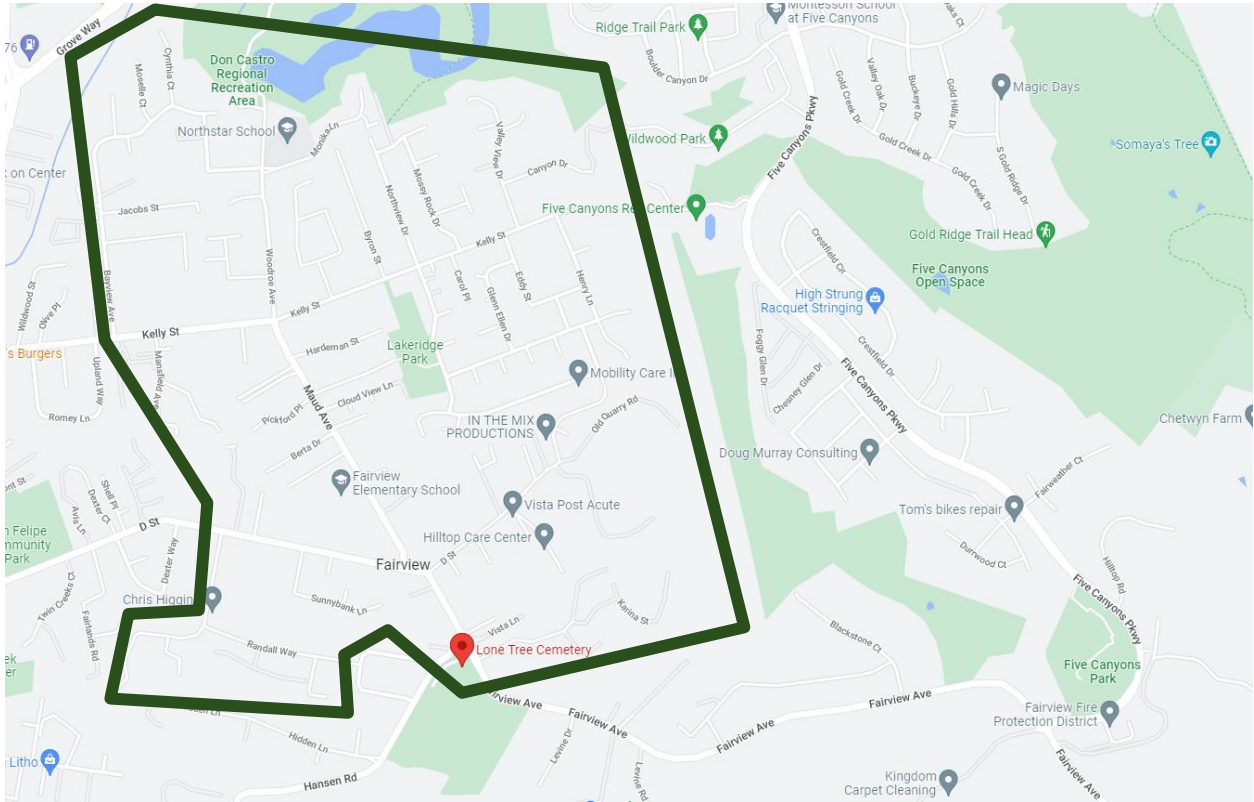 Montessori School
at Five Canyons
Ridge Trail Park
Grove Way
76
Don Castro
Regional
Recreation
Area
Moselle Ct
Cynthia Ct
Boulder Canyon Dr
Gold Creek Dr
Valley Oak Dr
Buckeye Dr
Gold Hills Dr
Magic Days
Northstar School
Monika Ln
Valley View Dr
Wildwood Park
Five Canyons Pkwy
Somaya's Tree
Canyon Dr
Gold Creek Dr
Gold Creek Dr
S Gold Ridge Dr
on Center
Jacobs St
Northview Dr
Mossy Rock Dr
Five Canyons Rec Center
Gold Ridge Trail Head
Byron St
Kelly St
Crestfield Cir
Five Canyons
Open Space
Woodroe Ave
Bayview Ave
Carol Pl
Eddy St
Henry Ln
Glenn Ellen Dr
High Strung
Racquet Stringing
Wildwood St
Olive Pl
Kelly St
Kelly St
Hardeman St
Lakeridge
Park
's Burgers
Upland Way
Mansfield Ave
Foggy Glen Dr
Crestfield Dr
Five Canyons Pkwy
Chesney Glen Dr
Mobility Care
Maud Ave
Cloud View Ln
Pickford Pl
Old Quarry Rd
Romey Ln
IN THE MIX
PRODUCTIONS
Chetwyn Farm
Berta Dr
Doug Murray Consulting
Fairview
Elementary School
Fairweather Ct
Shell Pl
Dexter Ct
Avis Ln
Vista Post Acute
Tom's bikes repair
D St
Felipe
Park
Hilltop Care Center
Dexter Way
Durrwood Ct
Fairview
D St
Hilltop Rd
Five Canyons Pkwy
Twin Creeks Ct
Chris Higgin
Sunnybank Ln
Karina St
Fairlands Rd
Vista Ln
Blackstone Ct
Randall Way
Lone Tree Cemetery
Five Canyons
Park
Fairview Ave
Fairview Ave
Fairview Fire
Protection District
Hidden Ln
Levine Dr
Fairview Ave
Fairview Ave
Litho
Hansen Rd
Levine Rd
Kingdom
Carpet Cleaning